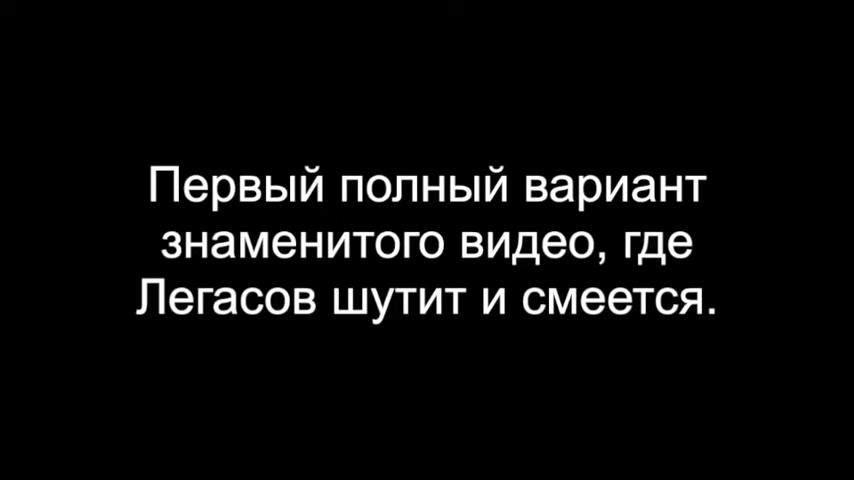 Первый полный вариант
знаменитого видео, где
Легасов шутит и смеется.